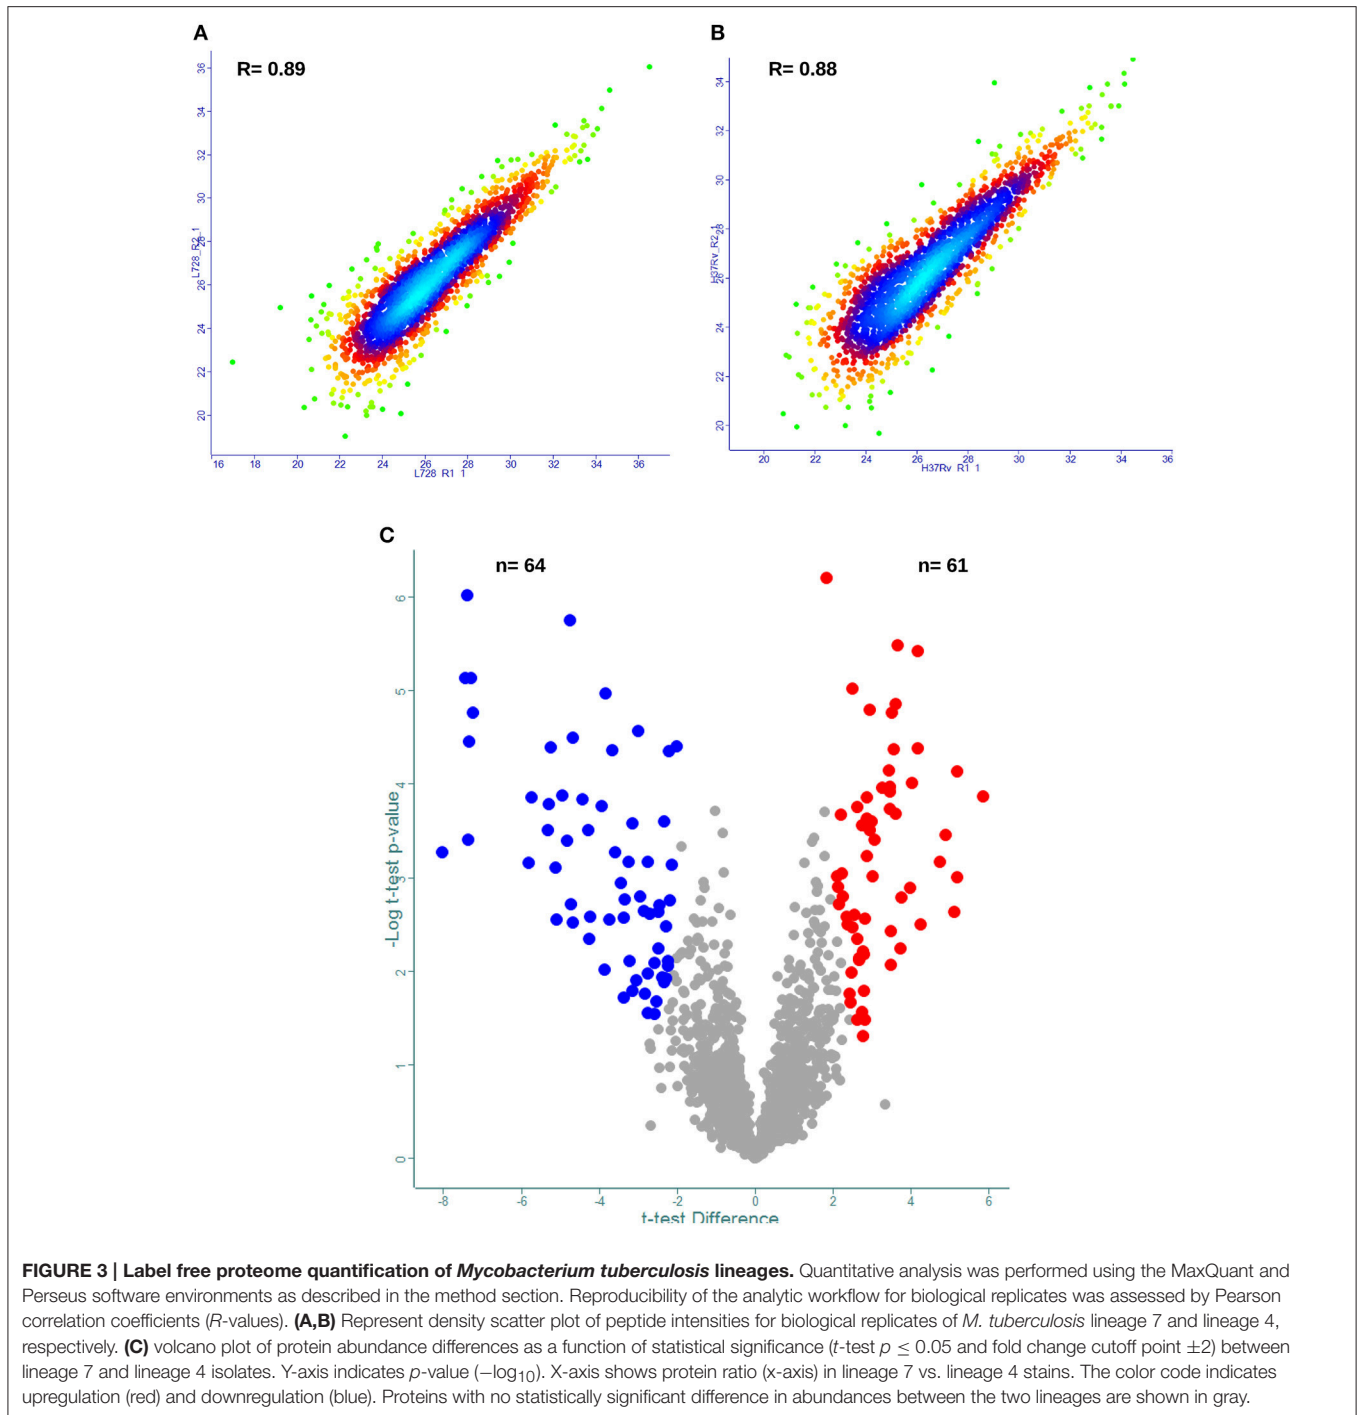 A
R= 0.89
36
34
32
30
28
26
24
22
20
L728_R2_1
16 18 20 22 24 26 28 30 32 34 36
L728_R1_1
B
R= 0.88
34
32
30
28
26
24
22
20
H37Rv_R2_1
20 22 24 26 28 30 32 34 36
H37Rv_R1_1
C
n= 64
n= 61
6
5
4
3
2
1
0
-Log t-test p-value
-8 -6 -4 -2 0 2 4 6
t-test Difference
FIGURE 3 | Label free proteome quantification of Mycobacterium tuberculosis lineages. Quantitative analysis was performed using the MaxQuant and
Perseus software environments as described in the method section. Reproducibility of the analytic workflow for biological replicates was assessed by Pearson
correlation coefficients (R-values). (A,B) Represent density scatter plot of peptide intensities for biological replicates of M. tuberculosis lineage 7 and lineage 4,
respectively. (C) volcano plot of protein abundance differences as a function of statistical significance (t-test p ≤ 0.05 and fold change cutoff point ±2) between
lineage 7 and lineage 4 isolates. Y-axis indicates p-value (−log10). X-axis shows protein ratio (x-axis) in lineage 7 vs. lineage 4 stains. The color code indicates
upregulation (red) and downregulation (blue). Proteins with no statistically significant difference in abundances between the two lineages are shown in gray.